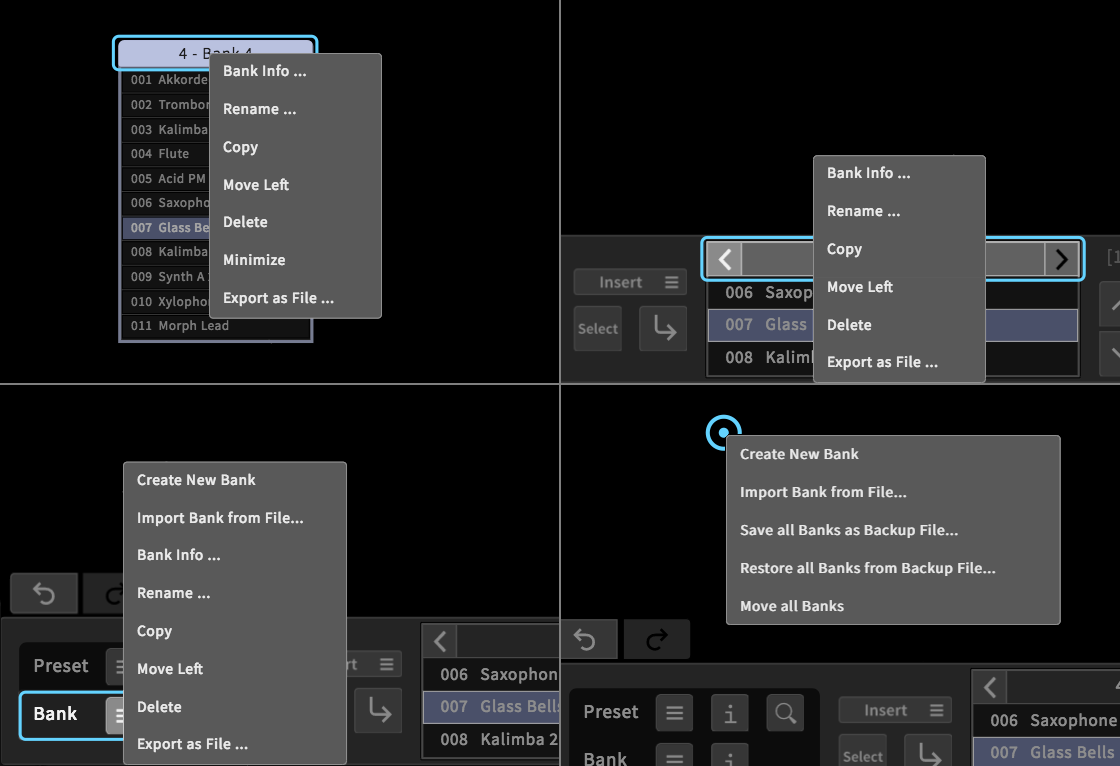 4 - Bank 4
001 Akkorde
002 Trombon
003 Kalimba
004 Flute
005 Acid PM
006 Saxopho
007 Glass Be
008 Kalimba
009 Synth A
010 Xylopho
011 Morph Lead
Bank Info ...
Rename ...
Copy
Move Left
Delete
Minimize
Export as File ...
Bank Info ...
Rename ...
Copy
Move Left
Delete
Export as File ...
Insert
Select
006 Saxop
007 Glass
008 Kalim
[1
Create New Bank
Import Bank from File...
Bank Info ...
Rename ...
Copy
Move Left
Delete
Export as File ...
Preset
Bank
rt
006 Saxophon
007 Glass Bells
008 Kalimba 2
Create New Bank
Import Bank from File...
Save all Banks as Backup File...
Restore all Banks from Backup File...
Move all Banks
Preset
i
Bank
i
Insert
Select
4
006 Saxophone
007 Glass Bells